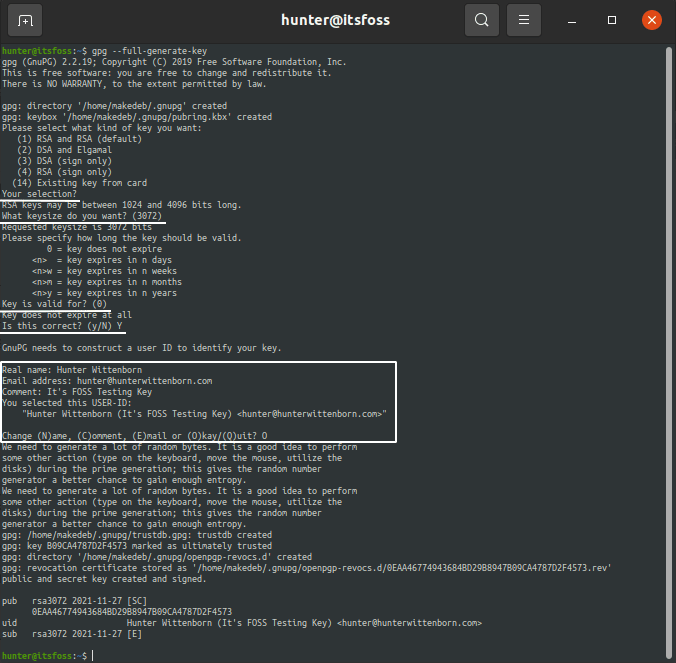 hunter@itsfoss
hunter@itsfoss:~$ gpg --full-generate-key
gpg (GnuPG) 2.2.19; Copyright (C) 2019 Free Software Foundation, Inc.
This is free software: you are free to change and redistribute it.
There is NO WARRANTY, to the extent permitted by law.
gpg: directory '/home/makedeb/.gnupg' created
gpg: keybox '/home/makedeb/.gnupg/pubring.kbx' created
Please select what kind of key you want:
(1) RSA and RSA (default)
(2) DSA and Elgamal
(3) DSA (sign only)
(4) RSA (sign only)
(14) Existing key from card
Your selection?
RSA keys may be between 1024 and 4096 bits long.
What keysize do you want? (3072)
Requested keysize is 3072 bits
Please specify how long the key should be valid.
0 = key does not expire
<n>  = key expires in n days
<n>w = key expires in n weeks
<n>m = key expires in n months
<n>y = key expires in n years
Key is valid for? (0)
Key does not expire at all
Is this correct? (y/N) Y
GnuPG needs to construct a user ID to identify your key.
Real name: Hunter Wittenborn
Email address: hunter@hunterwittenborn.com
Comment: It's FOSS Testing Key
You selected this USER-ID:
"Hunter Wittenborn (It's FOSS Testing Key) <hunter@hunterwittenborn.com>"
Change (N)ame, (C)omment, (E)mail or (O)kay/(Q)uit? O
We need to generate a lot of random bytes. It is a good idea to perform
some other action (type on the keyboard, move the mouse, utilize the
disks) during the prime generation; this gives the random number
generator a better chance to gain enough entropy.
We need to generate a lot of random bytes. It is a good idea to perform
some other action (type on the keyboard, move the mouse, utilize the
disks) during the prime generation; this gives the random number
generator a better chance to gain enough entropy.
gpg: /home/makedeb/.gnupg/trustdb.gpg: trustdb created
gpg: key B09CA4787D2F4573 marked as ultimately trusted
gpg: directory '/home/makedeb/.gnupg/openpgp-revocs.d' created
gpg: revocation certificate stored as '/home/makedeb/.gnupg/openpgp-revocs.d/0EAA46774943684BD29B8947B09CA4787D2F4573.rev'
public and secret key created and signed.
pub   rsa3072 2021-11-27 [SC]
0EAA46774943684BD29B8947B09CA4787D2F4573
uid                      Hunter Wittenborn (It's FOSS Testing Key) <hunter@hunterwittenborn.com>
sub   rsa3072 2021-11-27 [E]
hunter@itsfoss:~$